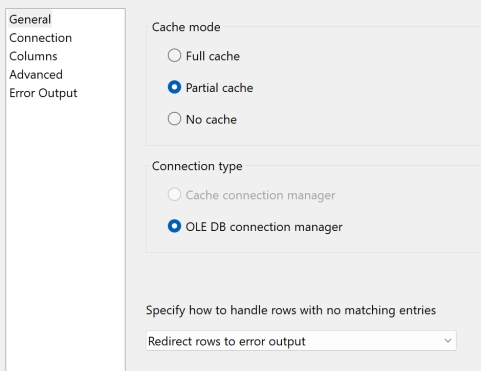 General
Connection
Columns
Advanced
Error Output
Cache mode
Full cache
Partial cache
No cache
Connection type
Cache connection manager
OLE DB connection manager
Specify how to handle rows with no matching entries
Redirect rows to error output